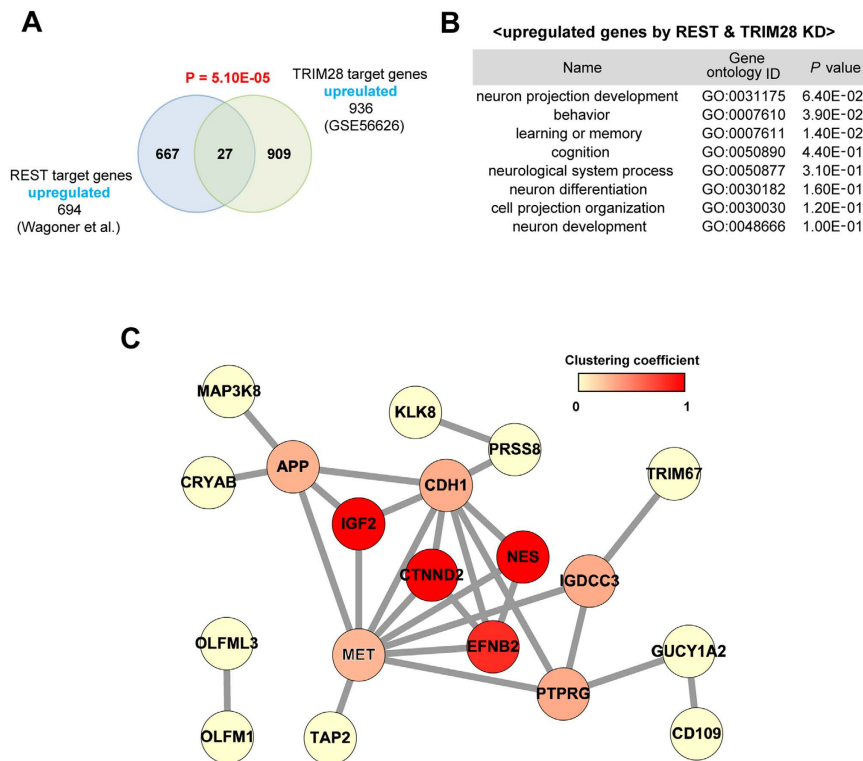 A
P = 5.10E-05
TRIM28 target genes
upreulated
936
(GSE56626)
667
27
909
REST target genes
upregulated
694
(Wagoner et al.)
B
<upregulated genes by REST & TRIM28 KD>
Name Gene ontology ID P value
neuron projection development GO:0031175 6.40E-02
behavior GO:0007610 3.90E-02
learning or memory GO:0007611 1.40E-02
cognition GO:0050890 4.40E-01
neurological system process GO:0050877 3.10E-01
neuron differentiation GO:0030182 1.60E-01
cell projection organization GO:0030030 1.20E-01
neuron development GO:0048666 1.00E-01
C
Clustering coefficient
0 1
MAP3K8
KLK8
PRSS8
CRYAB
APP
CDH1
TRIM67
IGF2
CTNND2
NES
IGDCC3
OLFML3
MET
EFNB2
GUCY1A2
PTPRG
OLFM1
TAP2
CD109